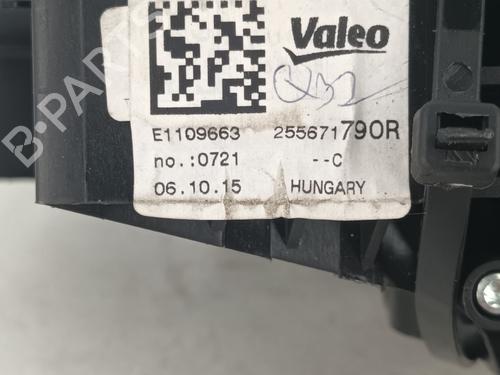 Valeo
E1109663 255671790R
no.:0721 --C
06.10.15 HUNGARY
B-PARTS